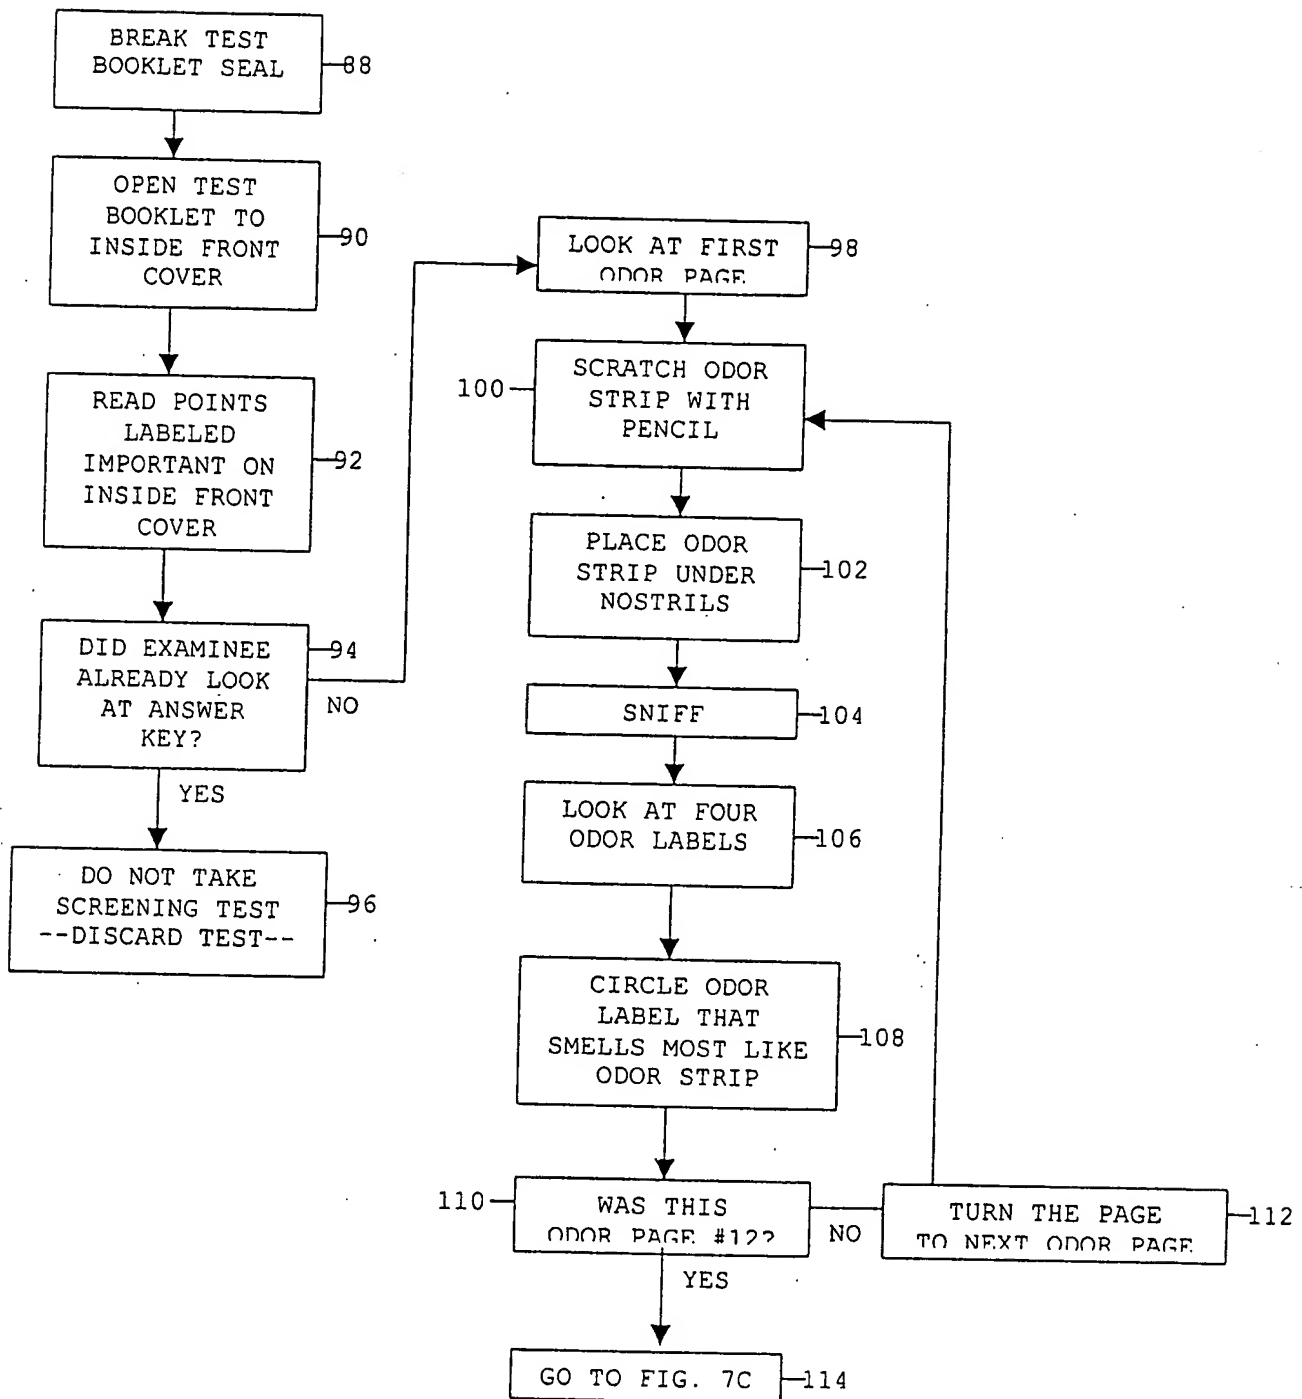 BREAK TEST
BOOKLET SEAL
88
OPEN TEST
BOOKLET TO
INSIDE FRONT
COVER
90
READ POINTS
LABELED
IMPORTANT ON
INSIDE FRONT
COVER
92
DID EXAMINEE
ALREADY LOOK
AT ANSWER
KEY?
94
NO
YES
DO NOT TAKE
SCREENING TEST
--DISCARD TEST--
96
LOOK AT FIRST
ODOR PAGE
98
SCRATCH ODOR
STRIP WITH
PENCIL
100
PLACE ODOR
STRIP UNDER
NOSTRILS
102
SNIFF
104
LOOK AT FOUR
ODOR LABELS
106
CIRCLE ODOR
LABEL THAT
SMELLS MOST LIKE
ODOR STRIP
108
110
WAS THIS
ODOR PAGE #12?
NO
YES
TURN THE PAGE
TO NEXT ODOR PAGE
112
GO TO FIG. 7C
114